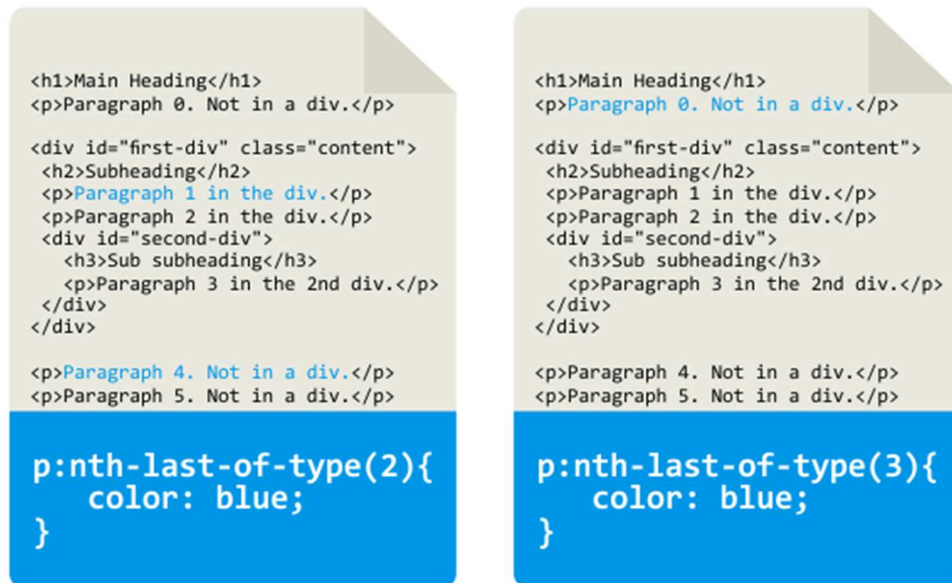 <h1>Main Heading</h1>
<p>Paragraph 0. Not in a div.</p>
<div id="first-div" class="content">
<h2>Subheading</h2>
<p>Paragraph 1 in the div.</p>
<p>Paragraph 2 in the div.</p>
<div id="second-div">
<h3>Sub subheading</h3>
<p>Paragraph 3 in the 2nd div.</p>
</div>
</div>
<p>Paragraph 4. Not in a div.</p>
<p>Paragraph 5. Not in a div.</p>
p:nth-last-of-type(2){
color: blue;
}
<h1>Main Heading</h1>
<p>Paragraph 0. Not in a div.</p>
<div id="first-div" class="content">
<h2>Subheading</h2>
<p>Paragraph 1 in the div.</p>
<p>Paragraph 2 in the div.</p>
<div id="second-div">
<h3>Sub subheading</h3>
<p>Paragraph 3 in the 2nd div.</p>
</div>
</div>
<p>Paragraph 4. Not in a div.</p>
<p>Paragraph 5. Not in a div.</p>
p:nth-last-of-type(3){
color: blue;
}